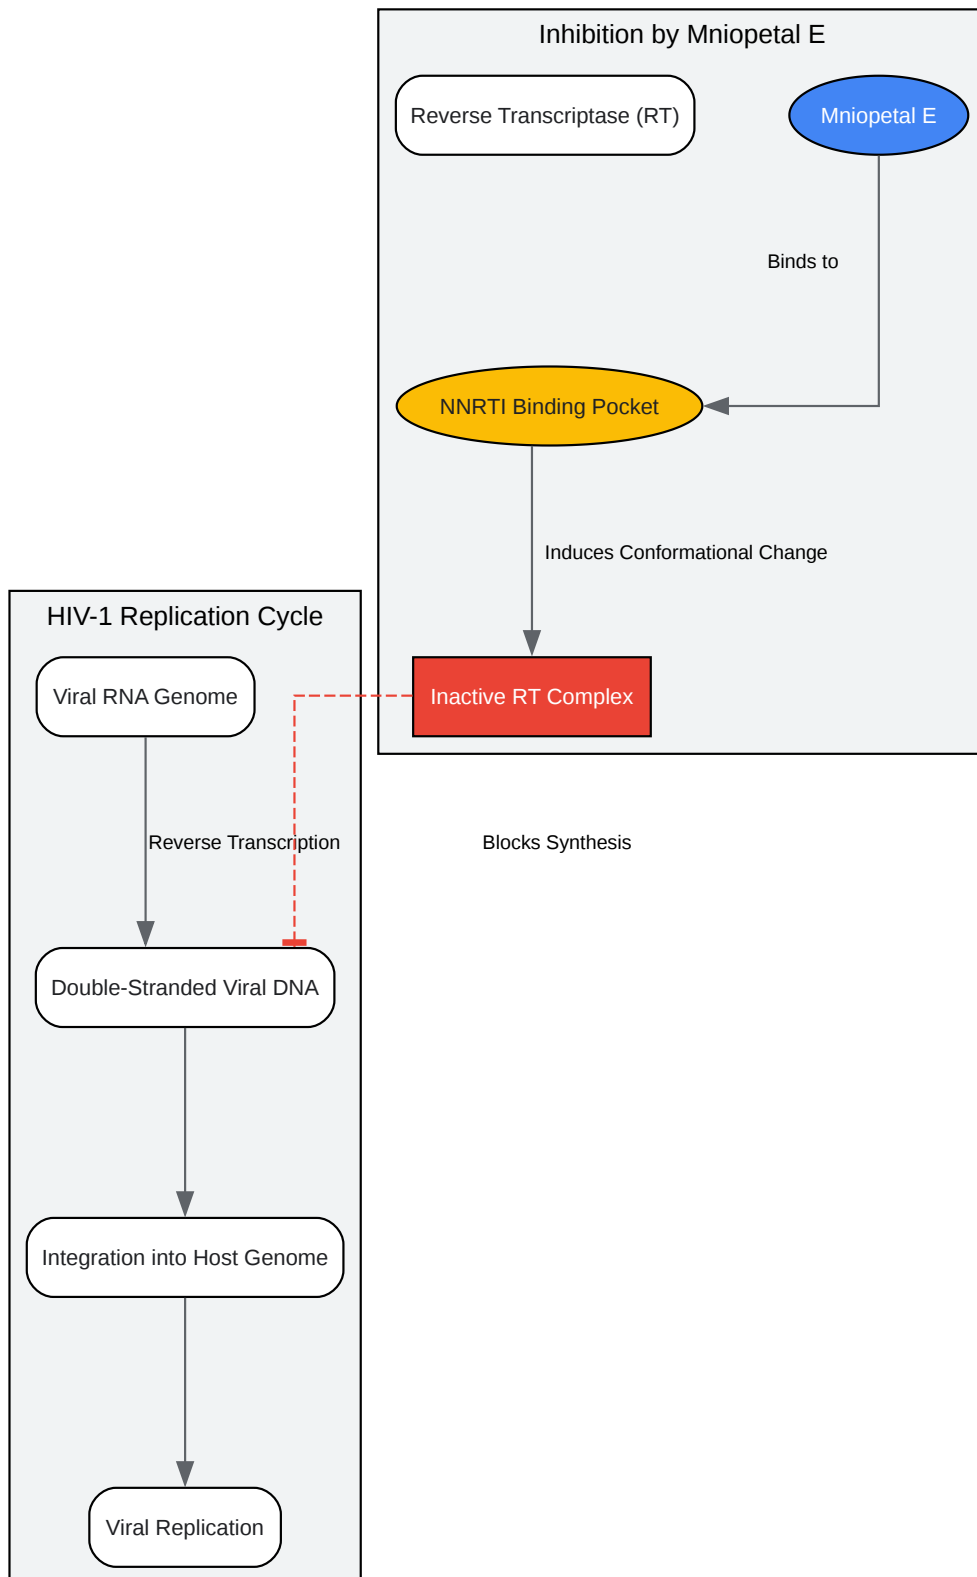 Inhibition by Mniopetal E
Reverse Transcriptase (RT)
Mniopetal E
Binds to
NNRTI Binding Pocket
Induces Conformational Change
Inactive RT Complex
HIV-1 Replication Cycle
Viral RNA Genome
Reverse Transcription
Blocks Synthesis
Double-Stranded Viral DNA
Integration into Host Genome
Viral Replication